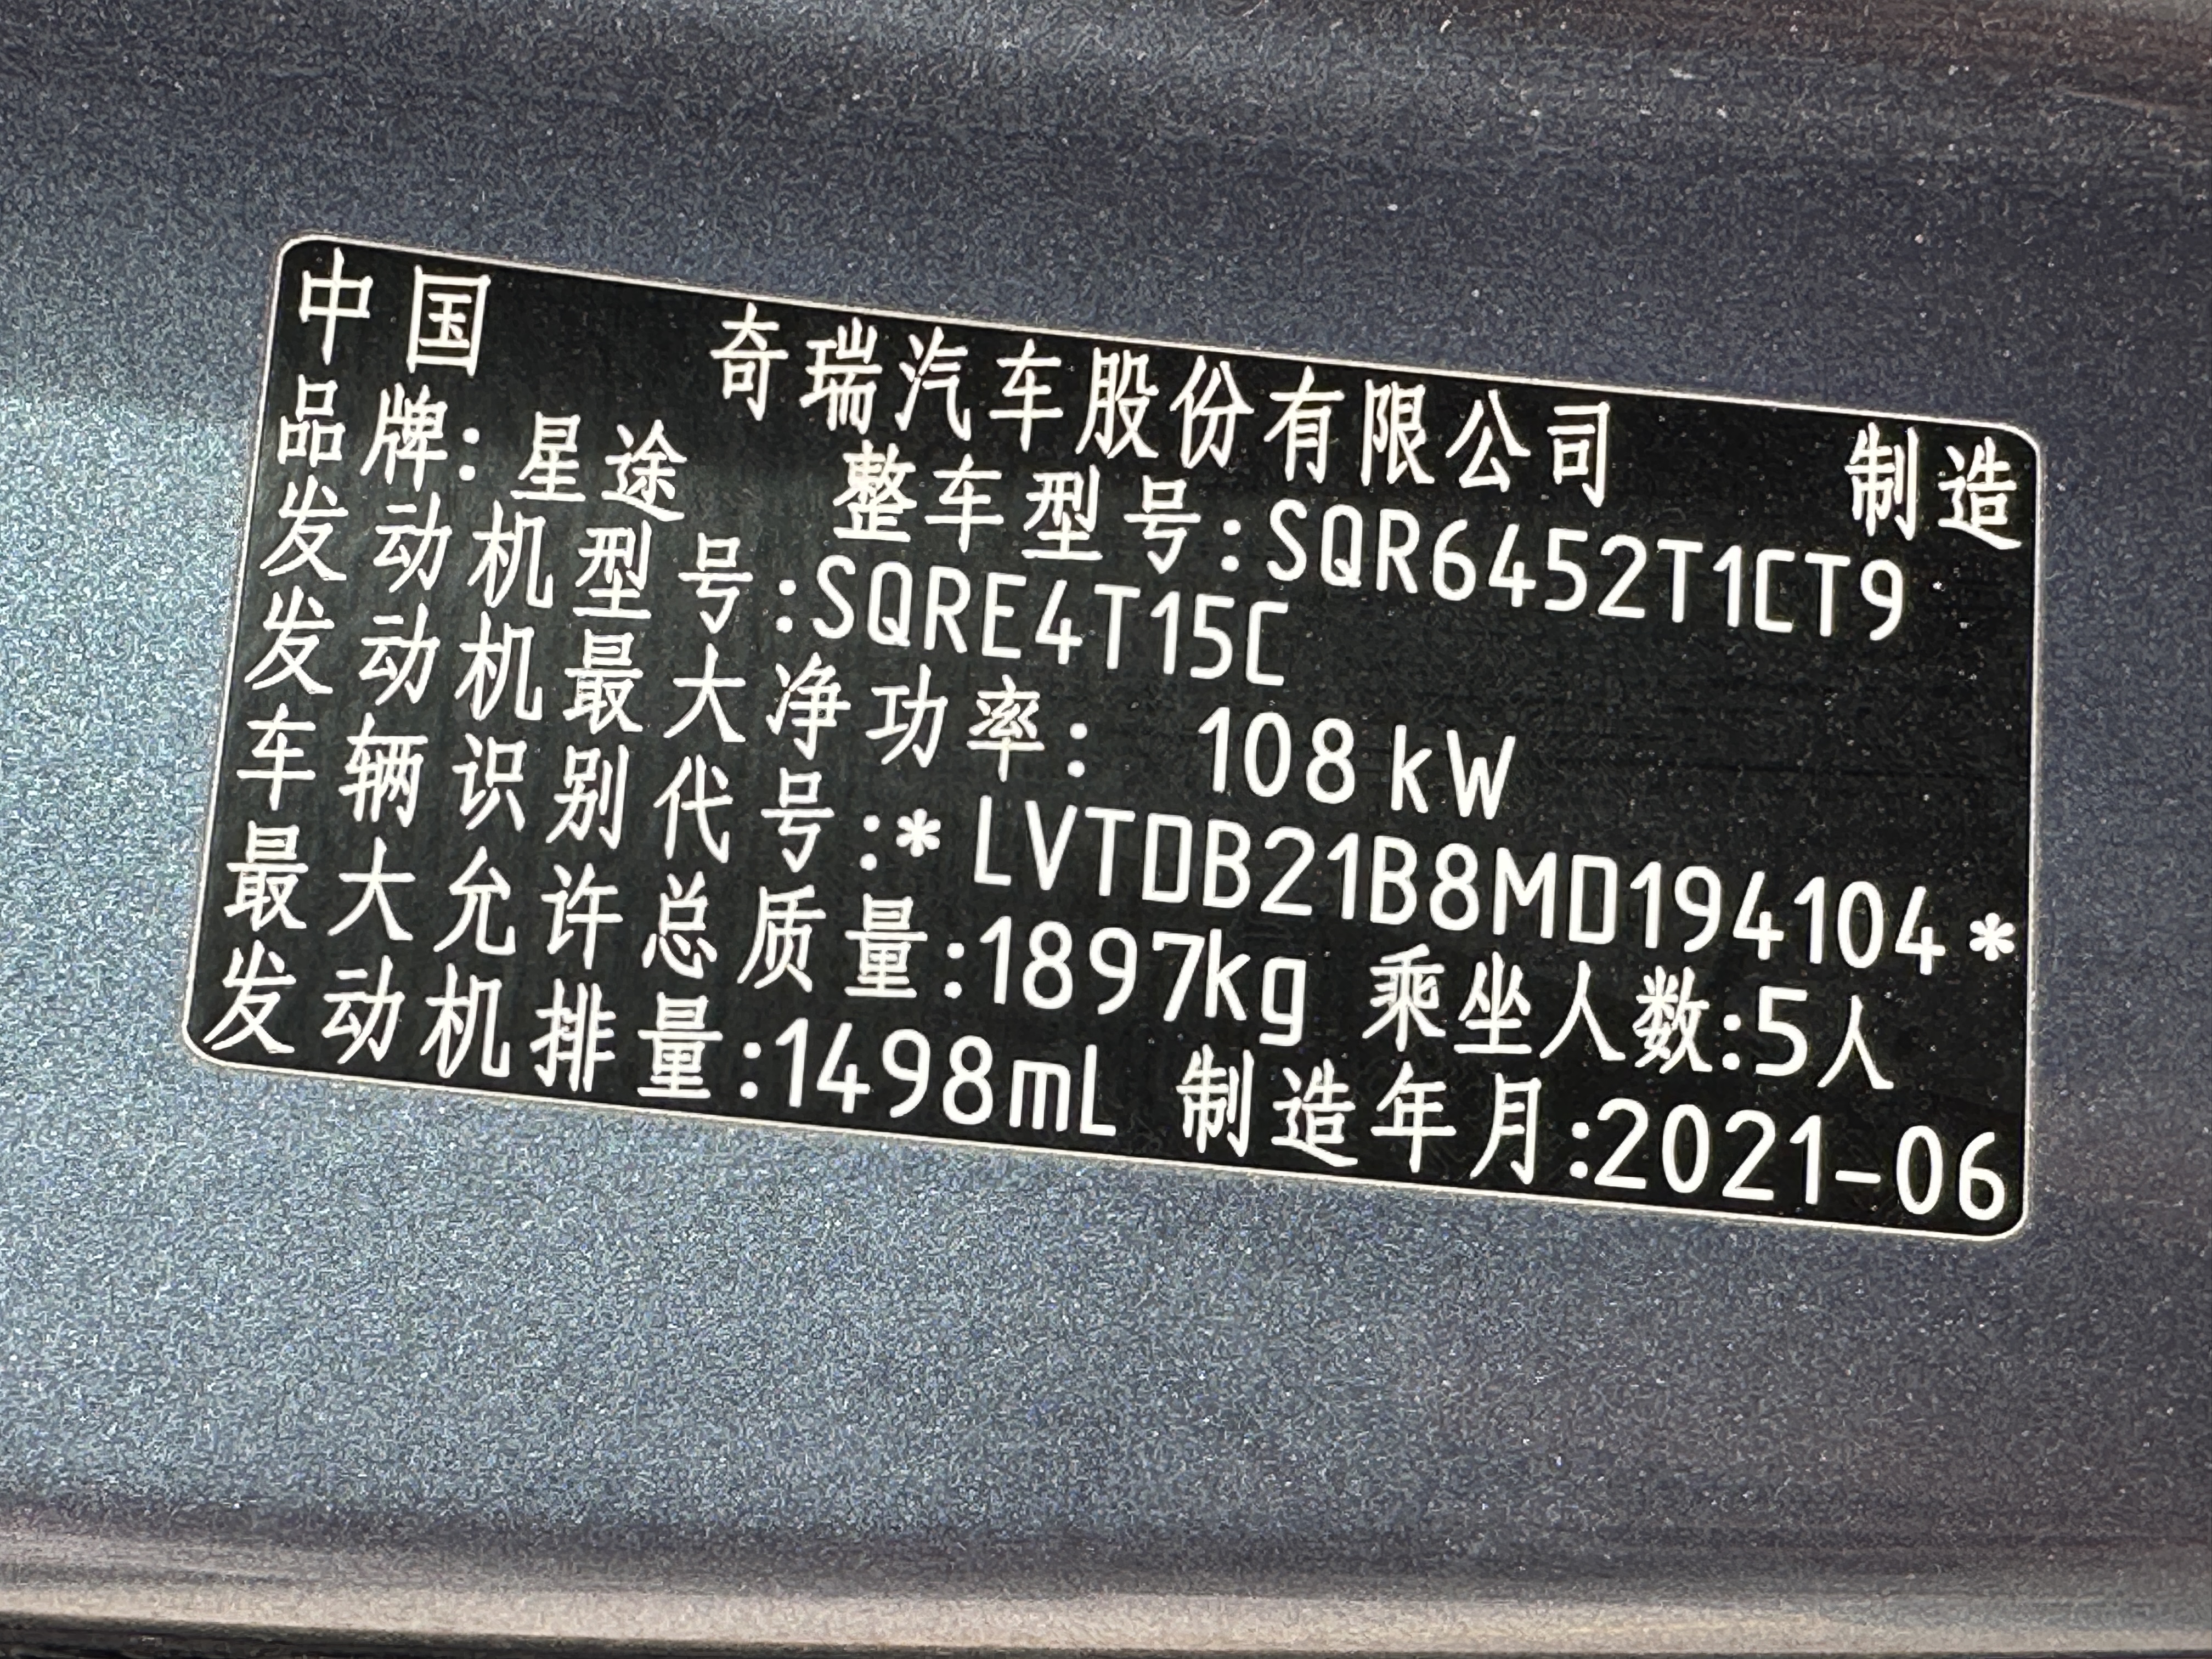 中国 奇瑞汽车股份有限公司 制造
品牌:星途 整车型号:SQR6452T1CT9
发动机型号:SQRE4T15C
发动机最大净功率: 108kW
车辆识别代号:*LVTDB21B8MD194104*
最大允许总质量:1897kg 乘坐人数:5人
发动机排量:1498mL 制造年月:2021-06